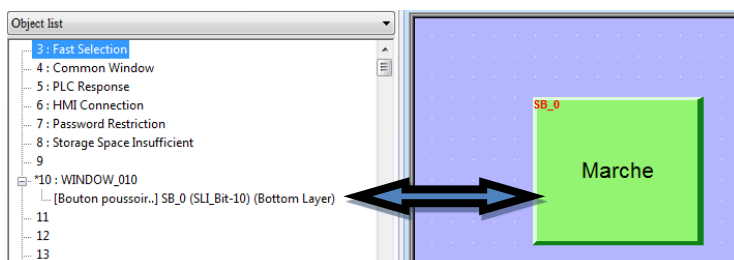 Object list
3 : Fast Selection
4 : Common Window
5 : PLC Response
6 : HMI Connection
7 : Password Restriction
8 : Storage Space Insufficient
9
*10 : WINDOW_010
[Bouton poussoir..] SB_0 (SLI_Bit-10) (Bottom Layer)
11
12
13
SB_0
Marche